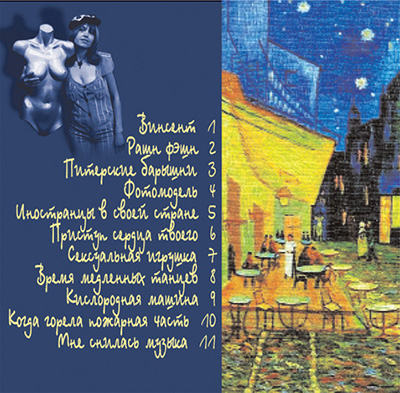 Винсент 1
Рашн фэшн 2
Питерские барышни 3
Фотомодель 4
Иностранцы в своей стране 5
Приступ сердца твоего 6
Сексуальная игрушка 7
Время медленных танцев 8
Кислородная машина 9
Когда горела пожарная часть 10
Мне снилась музыка 11